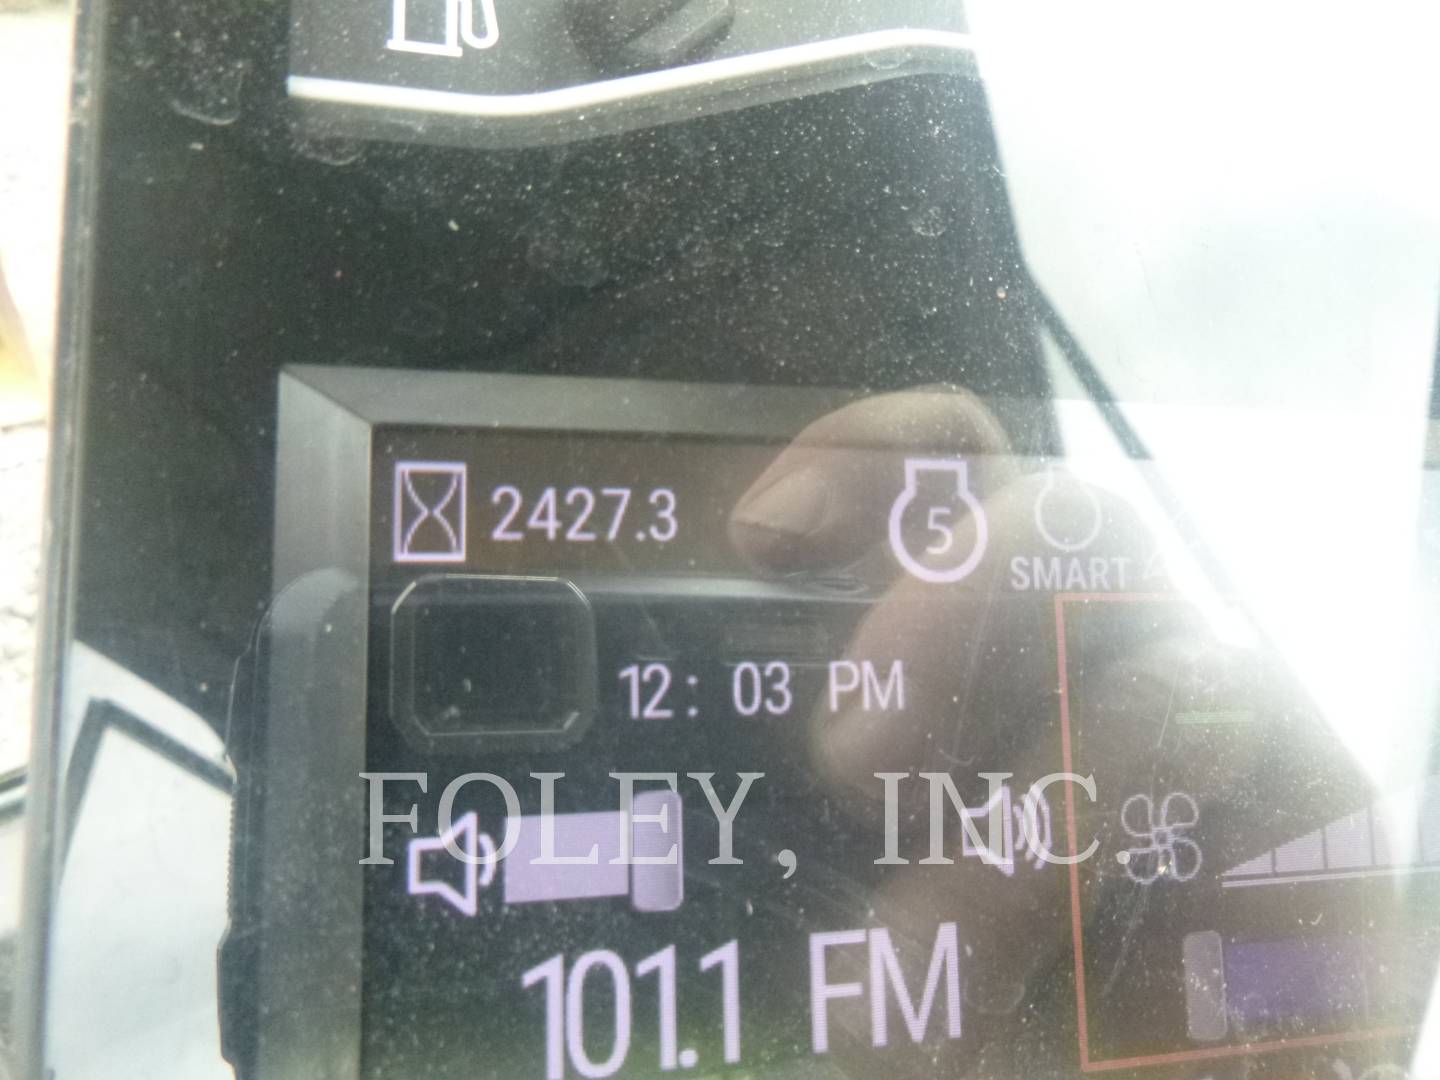 2427.3
5
SMART
12: 03 PM
FOLEY, INC.
101.1 FM